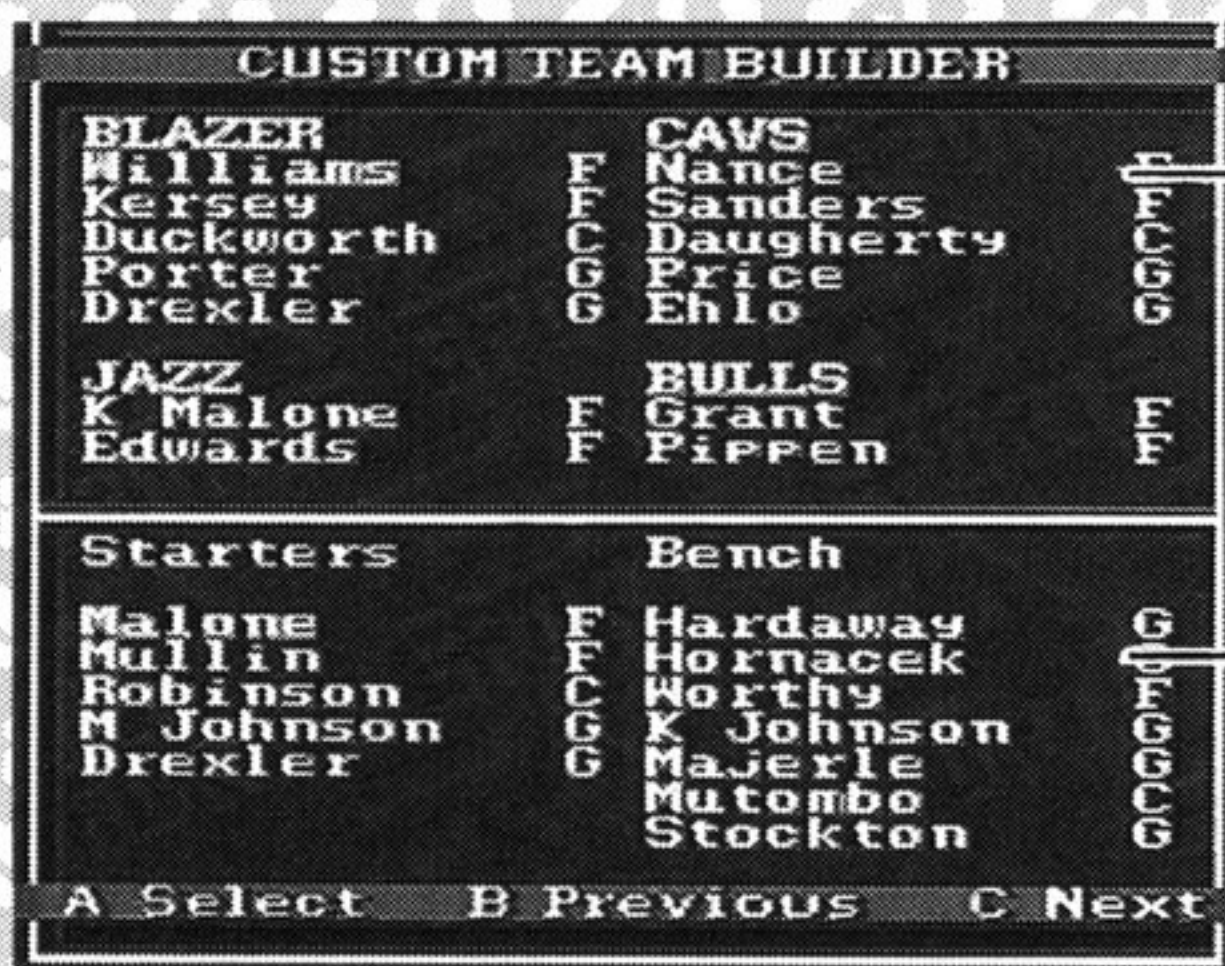 CUSTOM TEAM BUILDER
BLAZER CAVS
Williams F Nance F
Kersey F Sanders F
Duckworth C Daugherty C
Porter G Price G
Drexler G Ehlo G
JAZZ BULLS
K Malone F Grant F
Edwards F Pippen F
Starters Bench
Malone F Hardaway G
Mullin F Hornacek
Robinson C Worthy F
M Johnson G K Johnson G
Drexler G Majerle G
Mutombo C
Stockton G
A Select B Previous C Next